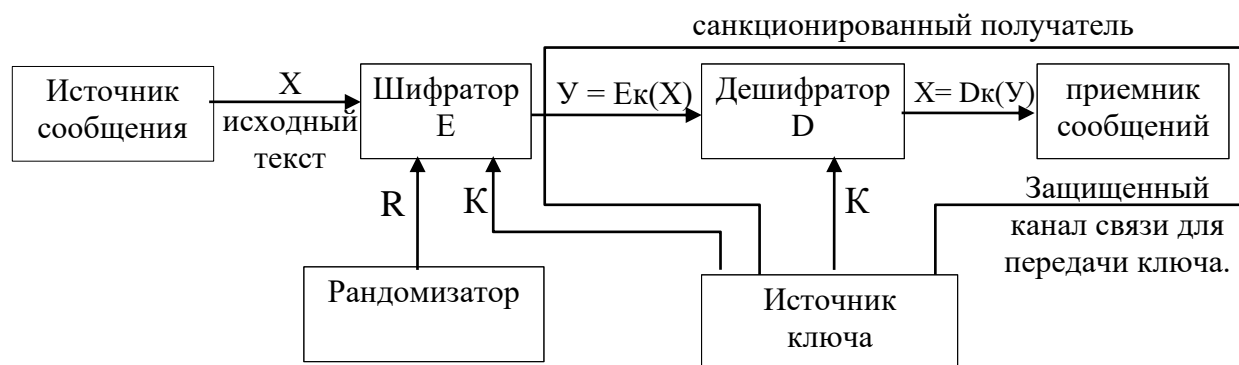 санкционированный получатель
Источник
сообщения
X
исходный
текст
Шифратор
E
У = Eк(X)
Дешифратор
D
X= Dк(У)
приемник
сообщений
R
К
К
Защищенный
канал связи для
передачи ключа.
Рандомизатор
Источник
ключа